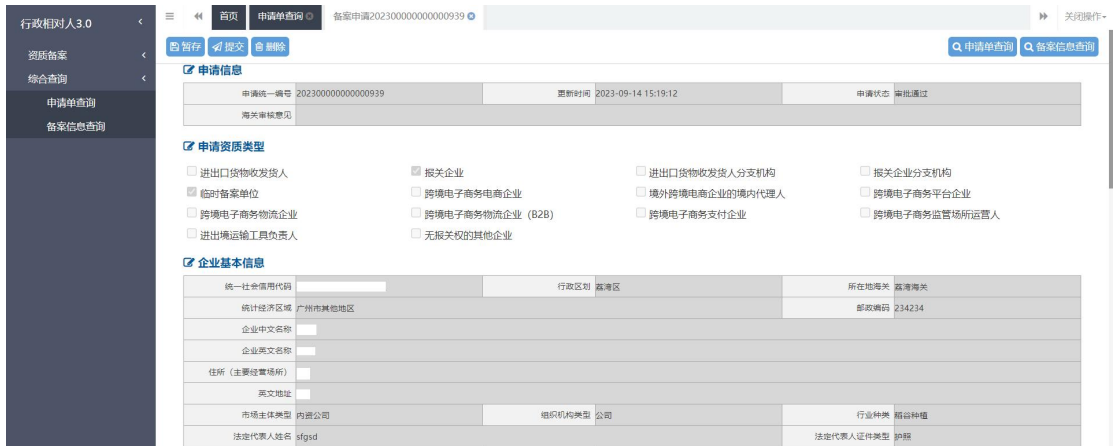 行政相对人3.0
首页 申请单查询 备案申请202300000000000939 关闭操作
资质备案
综合查询
申请单查询
备案信息查询
暂存 提交 删除 申请单查询 备案信息查询
申请信息
申请统一编号 202300000000000939 更新时间 2023-09-14 15:19:12 申请状态 审批通过
海关审核意见
申请资质类型
进出口货物收发货人 报关企业 进出口货物收发货人分支机构 报关企业分支机构
临时备案单位 跨境电子商务电商企业 境外跨境电商企业的境内代理人 跨境电子商务平台企业
跨境电子商务物流企业 跨境电子商务物流企业（B2B） 跨境电子商务支付企业 跨境电子商务监管场所运营人
进出境运输工具负责人 无报关权的其他企业
企业基本信息
统一社会信用代码 行政区划 荔湾区 所在地海关 荔湾海关
统计经济区域 广州市其他地区 邮政编码 234234
企业中文名称
企业英文名称
住所（主要经营场所）
英文地址
市场主体类型 内资公司 组织机构类型 公司 行业种类 稻谷种植
法定代表人姓名 sfgsd 法定代表人证件类型 护照